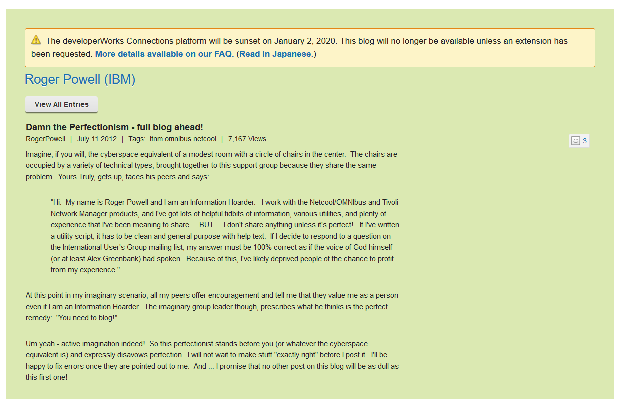 The developerWorks Connections platform will be sunset on January 2, 2020. This blog will no longer be available unless an extension has
been requested. More details available on our FAQ. (Read in Japanese.)
Roger Powell (IBM)
View All Entries
Damn the Perfectionism - full blog ahead!
RogerPowell | July 11 2012 | Tags: itnm omnibus netcool | 7,167 Views
3
Imagine, if you will, the cyberspace equivalent of a modest room with a circle of chairs in the center. The chairs are
occupied by a variety of technical types, brought together to this support group because they share the same
problem. Yours Truly, gets up, faces his peers and says:
"Hi. My name is Roger Powell and I am an Information Hoarder. I work with the Netcool/OMNIbus and Tivoli
Network Manager products, and I've got lots of helpful tidbits of information, various utilities, and plenty of
experience that I've been meaning to share ... BUT ... I don't share anything unless it's perfect! If I've written
a utility script, it has to be clean and general purpose with help text. If I decide to respond to a question on
the International User's Group mailing list, my answer must be 100% correct as if the voice of God himself
(or at least Alex Greenbank) had spoken. Because of this, I've likely deprived people of the chance to profit
from my experience."
At this point in my imaginary scenario, all my peers offer encouragement and tell me that they value me as a person
even if I am an Information Hoarder. The imaginary group leader though, prescribes what he thinks is the perfect
remedy: "You need to blog!"
Um yeah - active imagination indeed! So this perfectionist stands before you (or whatever the cyberspace
equivalent is) and expressly disavows perfection. I will not wait to make stuff "exactly right" before I post it. I'll be
happy to fix errors once they are pointed out to me. And ... I promise that no other post on this blog will be as dull as
this first one!